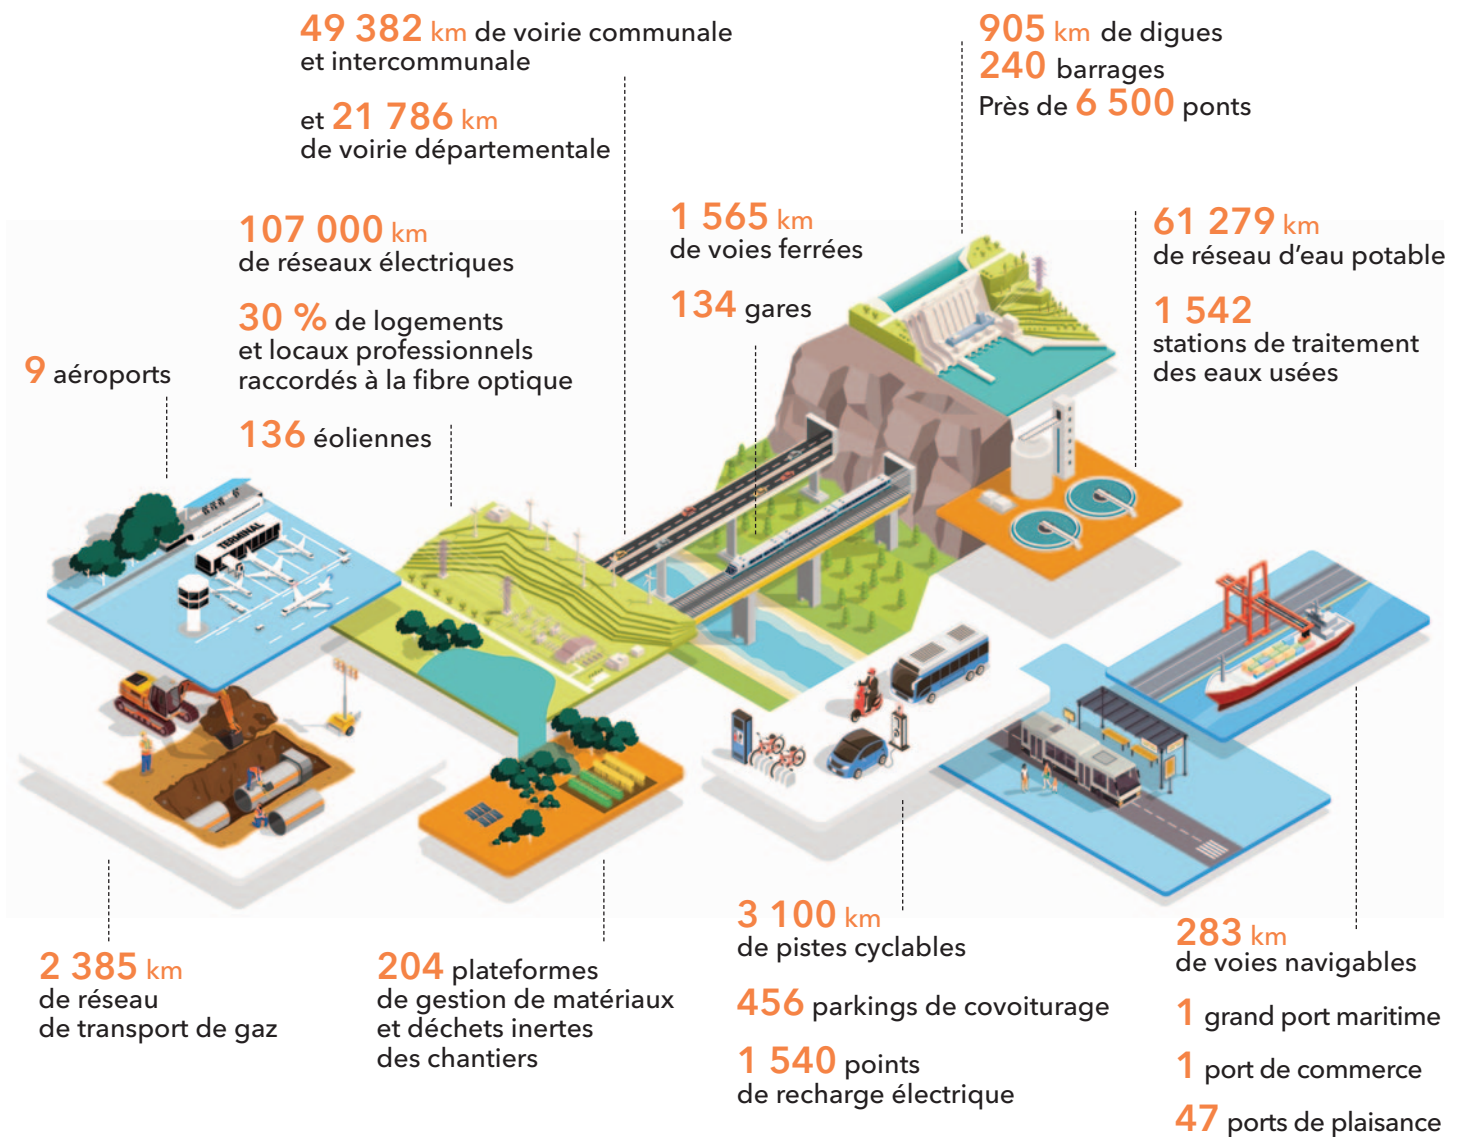 49 382 km de voirie communale
et intercommunale
et 21 786 km
de voirie départementale
905 km de digues
240 barrages
Près de 6 500 ponts
107 000 km
de réseaux électriques
30 % de logements
et locaux professionnels
raccordés à la fibre optique
136 éoliennes
1 565 km
de voies ferrées
134 gares
61 279 km
de réseau d'eau potable
1 542
stations de traitement
des eaux usées
9 aéroports
TERMINAL
2 385 km
de réseau
de transport de gaz
204 plateformes
de gestion de matériaux
et déchets inertes
des chantiers
3 100 km
de pistes cyclables
456 parkings de covoiturage
1 540 points
de recharge électrique
283 km
de voies navigables
1 grand port maritime
1 port de commerce
47 ports de plaisance